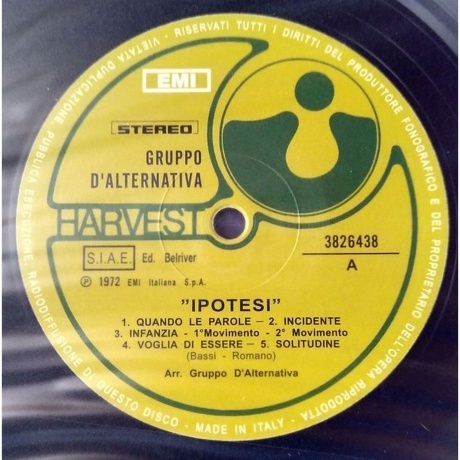 RISERVATI TUTTI I DIRITTI DEL PRODUTTORE FONOGRAFICO E DEL PROPRIETARIO DELL'OPERA RIPRODOTTA
VIETATA DUPLICAZIONE, PUBBLICA ESECUZIONE, RADIODIFFUSIONE DI QUESTO DISCO - MADE IN ITALY -
EMI
STEREO
GRUPPO
D'ALTERNATIVA
HARVEST
S.I.A.E. Ed. Belriver
Ⓟ 1972 EMI Italiana S.p.A.
3826438
A
"IPOTESI"
1. QUANDO LE PAROLE – 2. INCIDENTE
3. INFANZIA - 1° Movimento - 2° Movimento
4. VOGLIA DI ESSERE – 5. SOLITUDINE
(Bassi - Romano)
Arr. Gruppo D'Alternativa